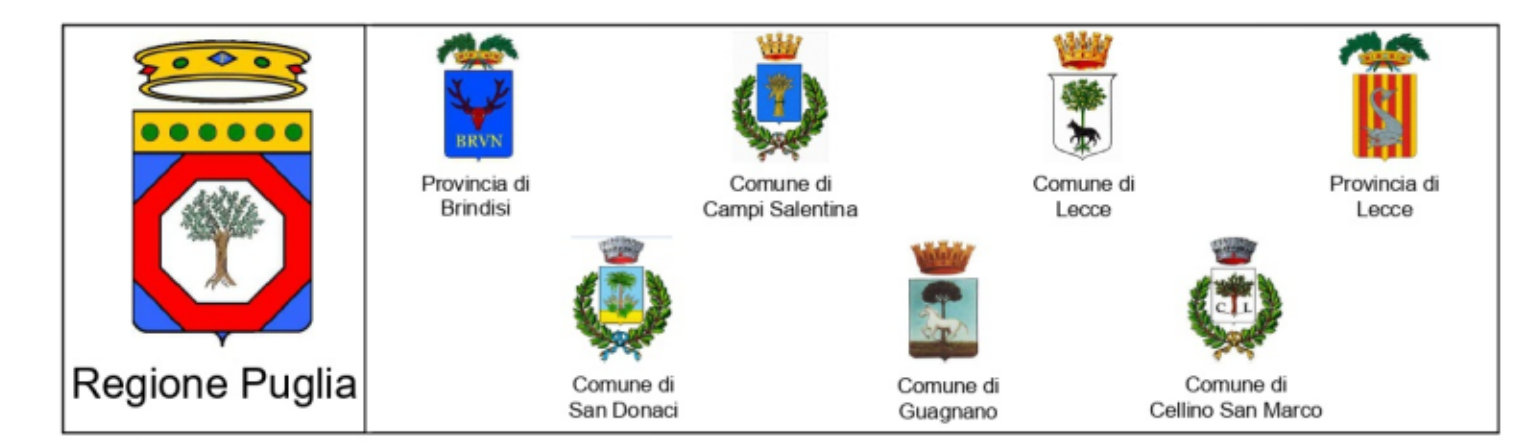 Regione Puglia
BRVN
Provincia di
Brindisi
Comune di
Campi Salentina
Comune di
Lecce
Provincia di
Lecce
Comune di
San Donaci
Comune di
Guagnano
C L
Comune di
Cellino San Marco